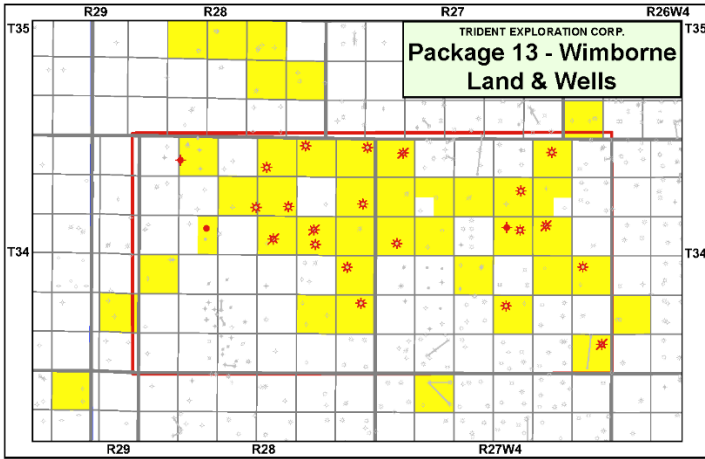 R29 R28 R27 R26W4
T35 T35
TRIDENT EXPLORATION CORP.
Package 13 - Wimborne
Land & Wells
T34 T34
R29 R28 R27W4